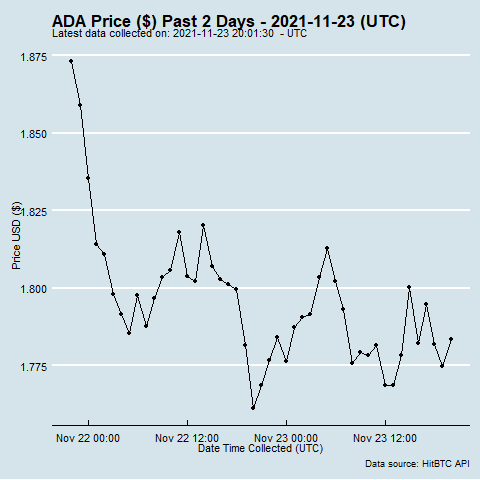 ADA Price ($) Past 2 Days - 2021-11-23 (UTC)
Latest data collected on: 2021-11-23 20:01:30  - UTC
1.875
1.850
1.825
1.800
1.775
Price USD ($)
Nov 22 00:00
Nov 22 12:00
Nov 23 00:00
Nov 23 12:00
Date Time Collected (UTC)
Data source: HitBTC API